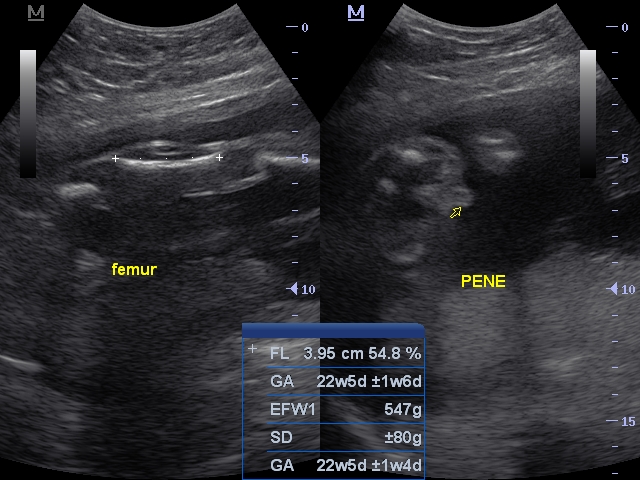 M
M
0
0
5
5
femur
PENE
10
10
FL 3.95 cm 54.8 %
GA 22w5d ±1w6d
EFW1 547g
SD ±80g
GA 22w5d ±1w4d
15